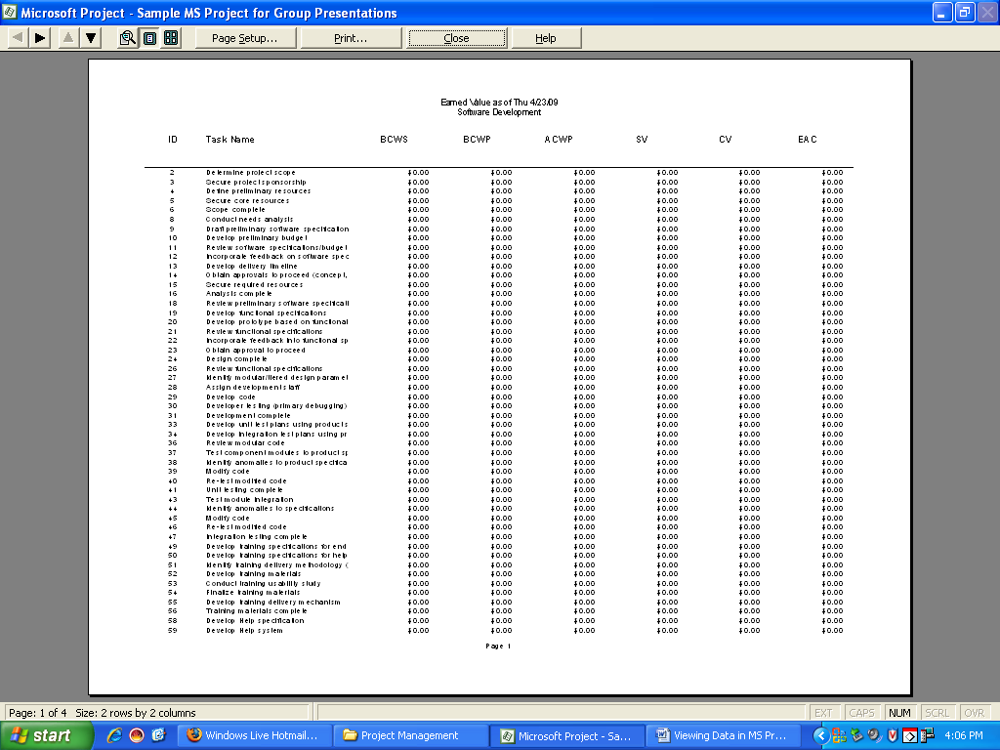 Microsoft Project - Sample MS Project for Group Presentations
Page Setup... Print... Close Help
Earned Value as of Thu 4/23/09
Software Development
ID Task Name BCWS BCWP ACWP SV CV EAC
2 Determine project scope $0.00 $0.00 $0.00 $0.00 $0.00 $0.00
3 Secure project sponsorship $0.00 $0.00 $0.00 $0.00 $0.00 $0.00
4 Define preliminary resources $0.00 $0.00 $0.00 $0.00 $0.00 $0.00
5 Secure core resources $0.00 $0.00 $0.00 $0.00 $0.00 $0.00
6 Scope complete $0.00 $0.00 $0.00 $0.00 $0.00 $0.00
8 Conduct needs analysis $0.00 $0.00 $0.00 $0.00 $0.00 $0.00
9 Draft preliminary software specification $0.00 $0.00 $0.00 $0.00 $0.00 $0.00
10 Develop preliminary budget $0.00 $0.00 $0.00 $0.00 $0.00 $0.00
11 Review software specifications/budget $0.00 $0.00 $0.00 $0.00 $0.00 $0.00
12 Incorporate feedback on software spec $0.00 $0.00 $0.00 $0.00 $0.00 $0.00
13 Develop delivery timeline $0.00 $0.00 $0.00 $0.00 $0.00 $0.00
14 Obtain approvals to proceed (concept, $0.00 $0.00 $0.00 $0.00 $0.00 $0.00
15 Secure required resources $0.00 $0.00 $0.00 $0.00 $0.00 $0.00
16 Analysis complete $0.00 $0.00 $0.00 $0.00 $0.00 $0.00
18 Review preliminary software specificati $0.00 $0.00 $0.00 $0.00 $0.00 $0.00
19 Develop functional specifications $0.00 $0.00 $0.00 $0.00 $0.00 $0.00
20 Develop prototype based on functional $0.00 $0.00 $0.00 $0.00 $0.00 $0.00
21 Review functional specifications $0.00 $0.00 $0.00 $0.00 $0.00 $0.00
22 Incorporate feedback into functional sp $0.00 $0.00 $0.00 $0.00 $0.00 $0.00
23 Obtain approval to proceed $0.00 $0.00 $0.00 $0.00 $0.00 $0.00
24 Design complete $0.00 $0.00 $0.00 $0.00 $0.00 $0.00
26 Review functional specifications $0.00 $0.00 $0.00 $0.00 $0.00 $0.00
27 Identify modular/tiered design paramet $0.00 $0.00 $0.00 $0.00 $0.00 $0.00
28 Assign development staff $0.00 $0.00 $0.00 $0.00 $0.00 $0.00
29 Develop code $0.00 $0.00 $0.00 $0.00 $0.00 $0.00
30 Developer testing (primary debugging) $0.00 $0.00 $0.00 $0.00 $0.00 $0.00
31 Development complete $0.00 $0.00 $0.00 $0.00 $0.00 $0.00
33 Develop unit test plans using product s $0.00 $0.00 $0.00 $0.00 $0.00 $0.00
34 Develop integration test plans using pr $0.00 $0.00 $0.00 $0.00 $0.00 $0.00
36 Review modular code $0.00 $0.00 $0.00 $0.00 $0.00 $0.00
37 Test component modules to product sp $0.00 $0.00 $0.00 $0.00 $0.00 $0.00
38 Identify anomalies to product specifica $0.00 $0.00 $0.00 $0.00 $0.00 $0.00
39 Modify code $0.00 $0.00 $0.00 $0.00 $0.00 $0.00
40 Re-test modified code $0.00 $0.00 $0.00 $0.00 $0.00 $0.00
41 Unit testing complete $0.00 $0.00 $0.00 $0.00 $0.00 $0.00
43 Test module integration $0.00 $0.00 $0.00 $0.00 $0.00 $0.00
44 Identify anomalies to specifications $0.00 $0.00 $0.00 $0.00 $0.00 $0.00
45 Modify code $0.00 $0.00 $0.00 $0.00 $0.00 $0.00
46 Re-test modified code $0.00 $0.00 $0.00 $0.00 $0.00 $0.00
47 Integration testing complete $0.00 $0.00 $0.00 $0.00 $0.00 $0.00
49 Develop training specifications for end $0.00 $0.00 $0.00 $0.00 $0.00 $0.00
50 Develop training specifications for help $0.00 $0.00 $0.00 $0.00 $0.00 $0.00
51 Identify training delivery methodology ( $0.00 $0.00 $0.00 $0.00 $0.00 $0.00
52 Develop training materials $0.00 $0.00 $0.00 $0.00 $0.00 $0.00
53 Conduct training usability study $0.00 $0.00 $0.00 $0.00 $0.00 $0.00
54 Finalize training materials $0.00 $0.00 $0.00 $0.00 $0.00 $0.00
55 Develop training delivery mechanism $0.00 $0.00 $0.00 $0.00 $0.00 $0.00
56 Training materials complete $0.00 $0.00 $0.00 $0.00 $0.00 $0.00
58 Develop Help specification $0.00 $0.00 $0.00 $0.00 $0.00 $0.00
59 Develop Help system $0.00 $0.00 $0.00 $0.00 $0.00 $0.00
Page 1
Page: 1 of 4 Size: 2 rows by 2 columns EXT CAPS NUM SCRL OVR
start Windows Live Hotmail... Project Management Microsoft Project - Sa... Viewing Data in MS Pr... 4:06 PM